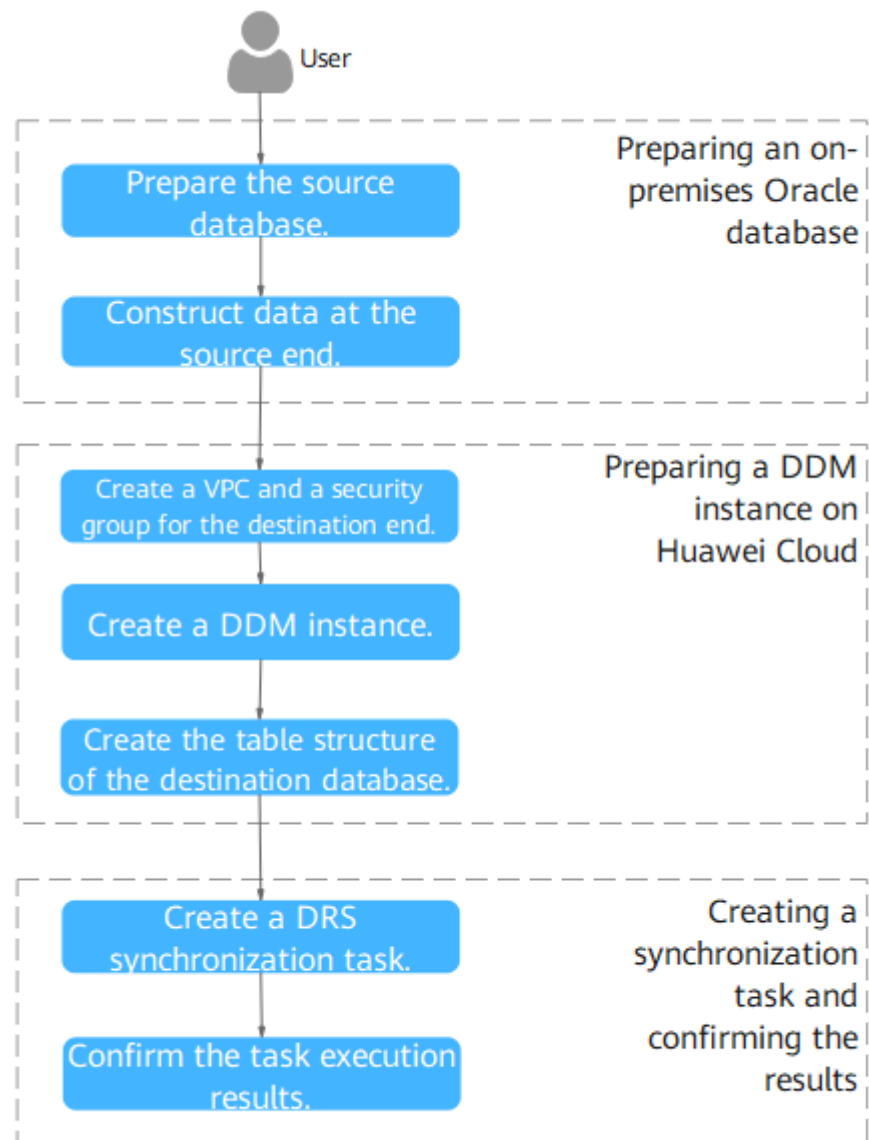 User
Preparing an on-
premises Oracle
database
Prepare the source
database.
Construct data at the
source end.
Preparing a DDM
instance on
Huawei Cloud
Create a VPC and a security
group for the destination end.
Create a DDM instance.
Create the table structure
of the destination database.
Creating a
synchronization
task and
confirming the
results
Create a DRS
synchronization task.
Confirm the task execution
results.